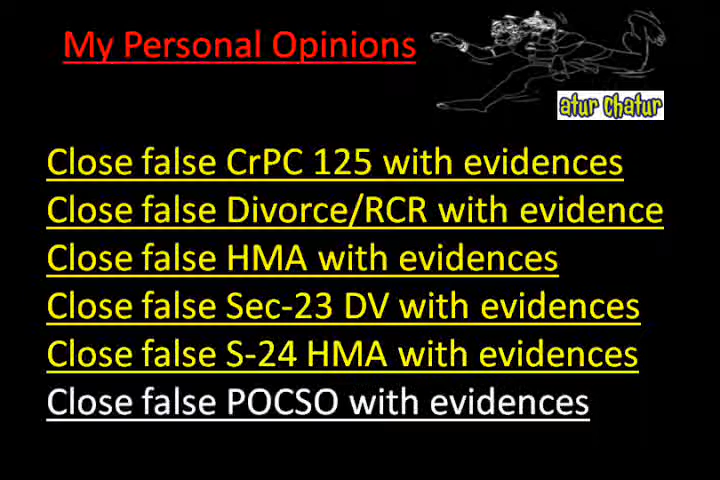 My Personal Opinions
atur Chatur
Close false CrPC 125 with evidences
Close false Divorce/RCR with evidence
Close false HMA with evidences
Close false Sec-23 DV with evidences
Close false S-24 HMA with evidences
Close false POCSO with evidences